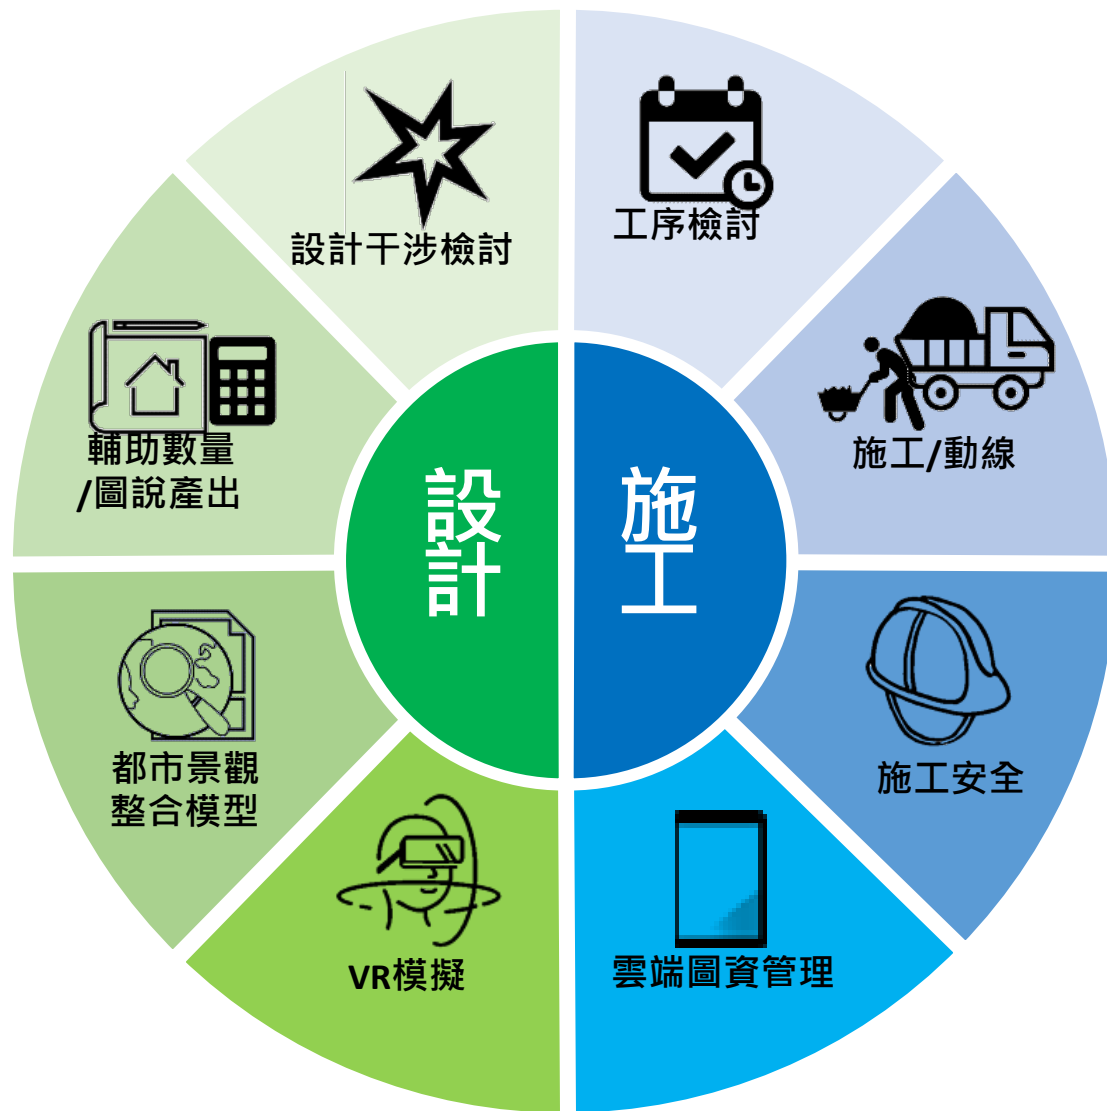 設計干涉檢討
工序檢討
輔助數量
/圖說產出
施工/動線
設計
施工
都市景觀
整合模型
施工安全
VR模擬
雲端圖資管理